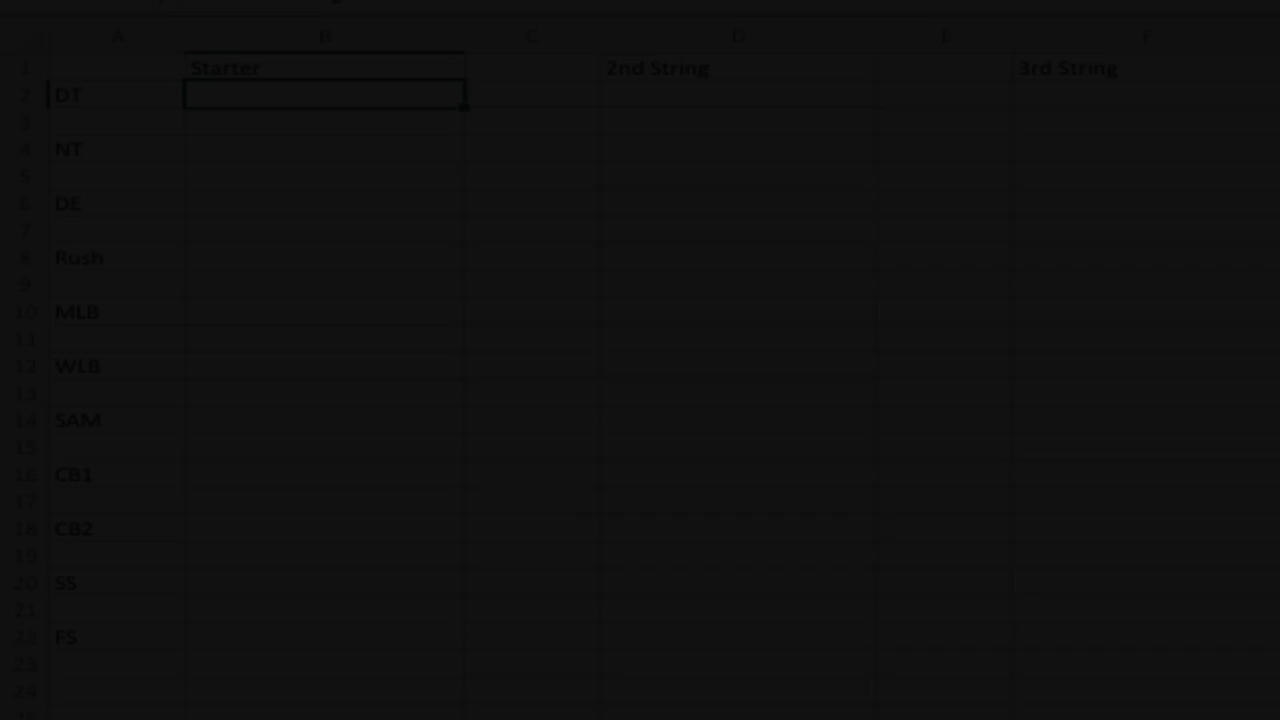 A B C D E F
1 Starter 2nd String 3rd String
2 DT
3
4 NT
5
6 DE
7
8 Rush
9
10 MLB
11
12 WLB
13
14 SAM
15
16 CB1
17
18 CB2
19
20 SS
21
22 FS
23
24